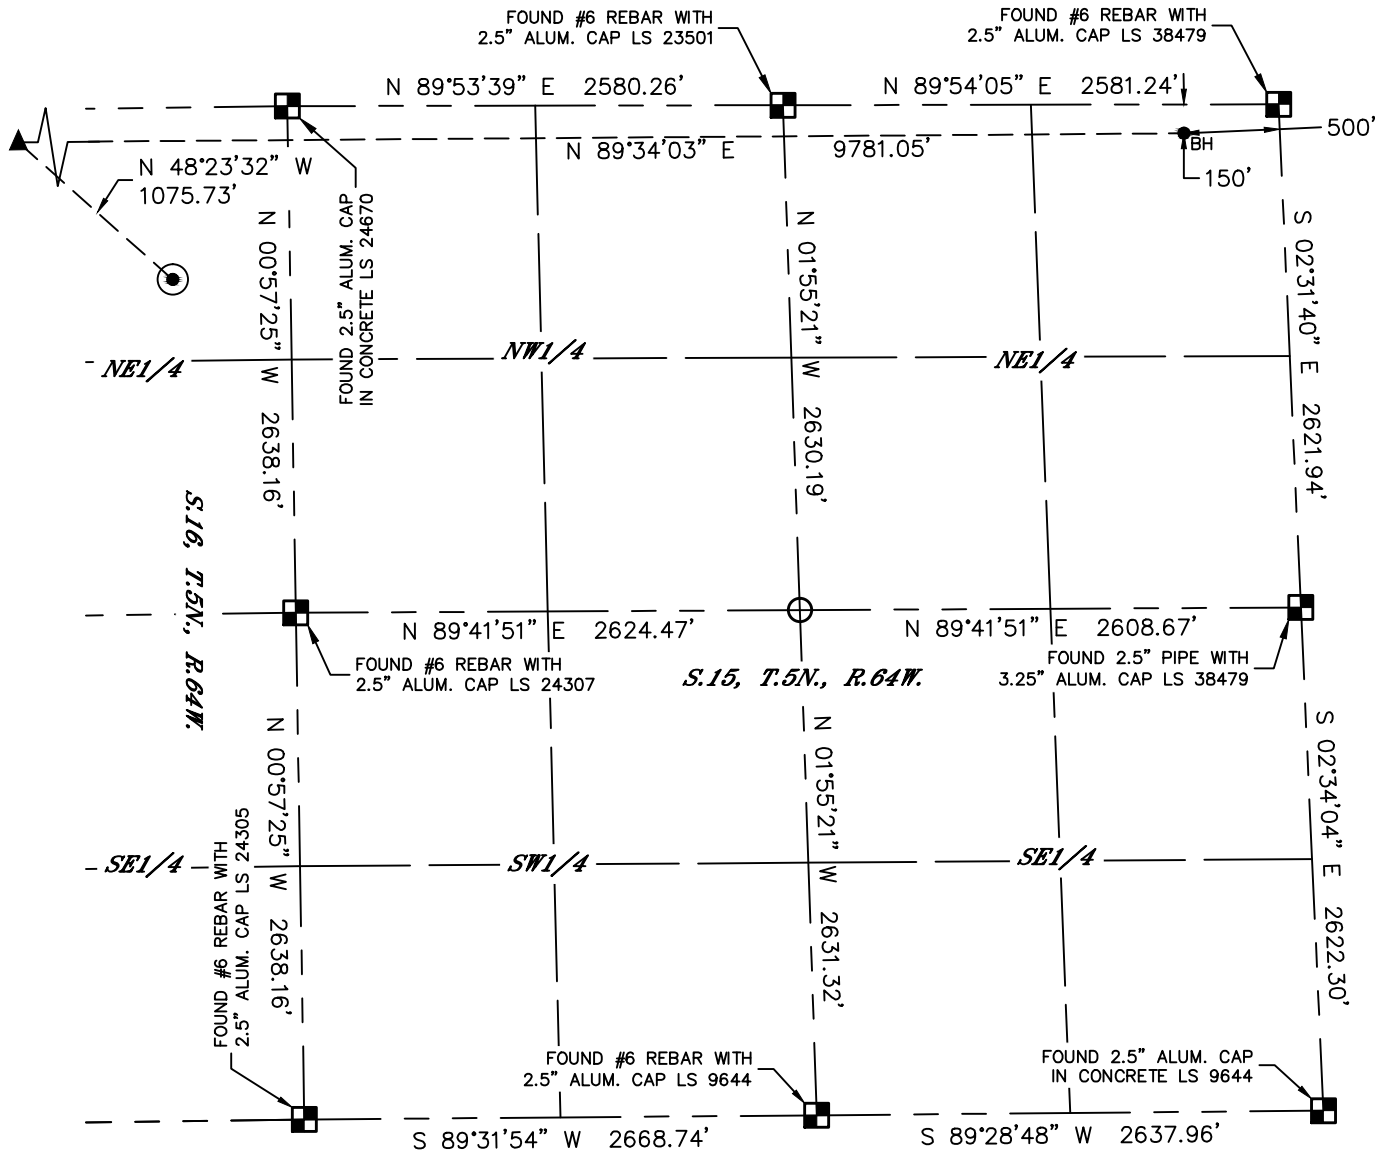 FOUND #6 REBAR WITH
2.5" ALUM. CAP LS 23501
FOUND #6 REBAR WITH
2.5" ALUM. CAP LS 38479
N 89°53'39" E 2580.26'
N 89°54'05" E 2581.24'
500'
BH
N 89°34'03" E 9781.05'
150'
N 48°23'32" W
1075.73'
FOUND 2.5" ALUM. CAP
IN CONCRETE LS 24670
N 00°57'25" W 2638.16'
N 01°55'21" W 2630.19'
S 02°31'40" E 2621.94'
NE1/4
NW1/4
NE1/4
S.16, T.5N., R.64W.
N 89°41'51" E 2624.47'
N 89°41'51" E 2608.67'
FOUND #6 REBAR WITH
2.5" ALUM. CAP LS 24307
S.15, T.5N., R.64W.
FOUND 2.5" PIPE WITH
3.25" ALUM. CAP LS 38479
N 00°57'25" W 2638.16'
N 01°55'21" W 2631.32'
S 02°34'04" E 2622.30'
SE1/4
SW1/4
SE1/4
FOUND #6 REBAR WITH
2.5" ALUM. CAP LS 24305
FOUND #6 REBAR WITH
2.5" ALUM. CAP LS 9644
FOUND 2.5" ALUM. CAP
IN CONCRETE LS 9644
S 89°31'54" W 2668.74'
S 89°28'48" W 2637.96'